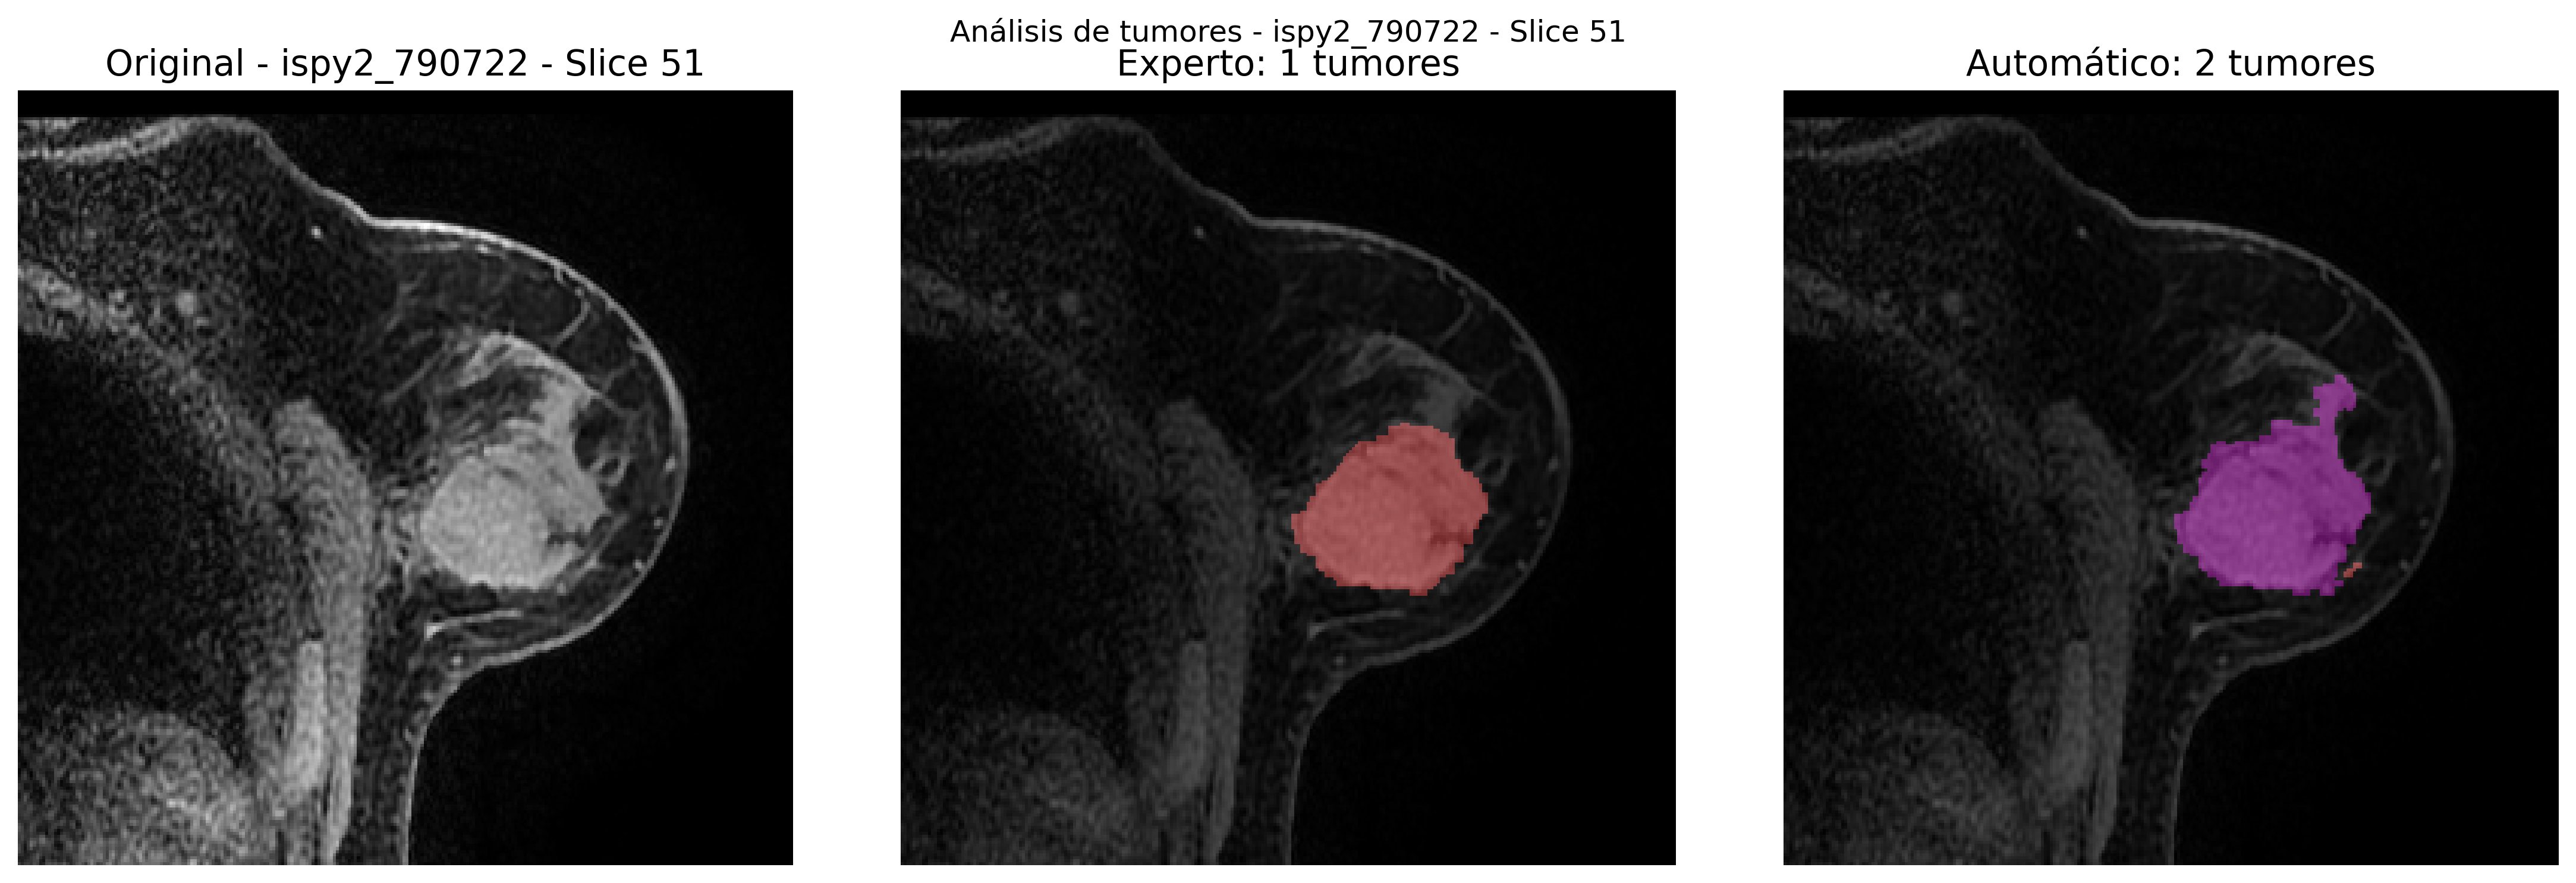 Análisis de tumores - ispy2_790722 - Slice 51
Original - ispy2_790722 - Slice 51
Experto: 1 tumores
Automático: 2 tumores